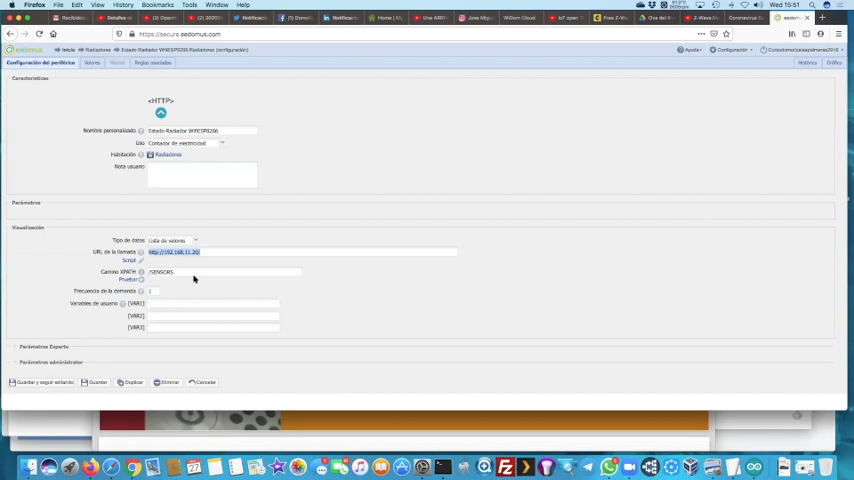 Firefox File Edit View History Bookmarks Tools Window Help Wed 15:51
https://secure.eedomus.com
eedomus Inicio Radiadores Estado Radiador WIFIESP8266 Radiadores (configuración) Ayuda Configuración
Configuración del periférico Valores Macros Reglas asociadas Histórico Gráfico
Características
<HTTP>
Nombre personalizado Estado Radiador WIFIESP8266
Uso Contador de electricidad
Habitación Radiadores
Nota usuario
Parámetros
Visualización
Tipo de datos Lista de valores
URL de la llamada http://192.168.11.20/
Script
Camino XPATH /SENSORS
Probar
Frecuencia de la demanda 1
Variables de usuario [VAR1]
[VAR2]
[VAR3]
Parámetros Experto
Parámetros administrador
Guardar y seguir editando Guardar Duplicar Eliminar Cancelar